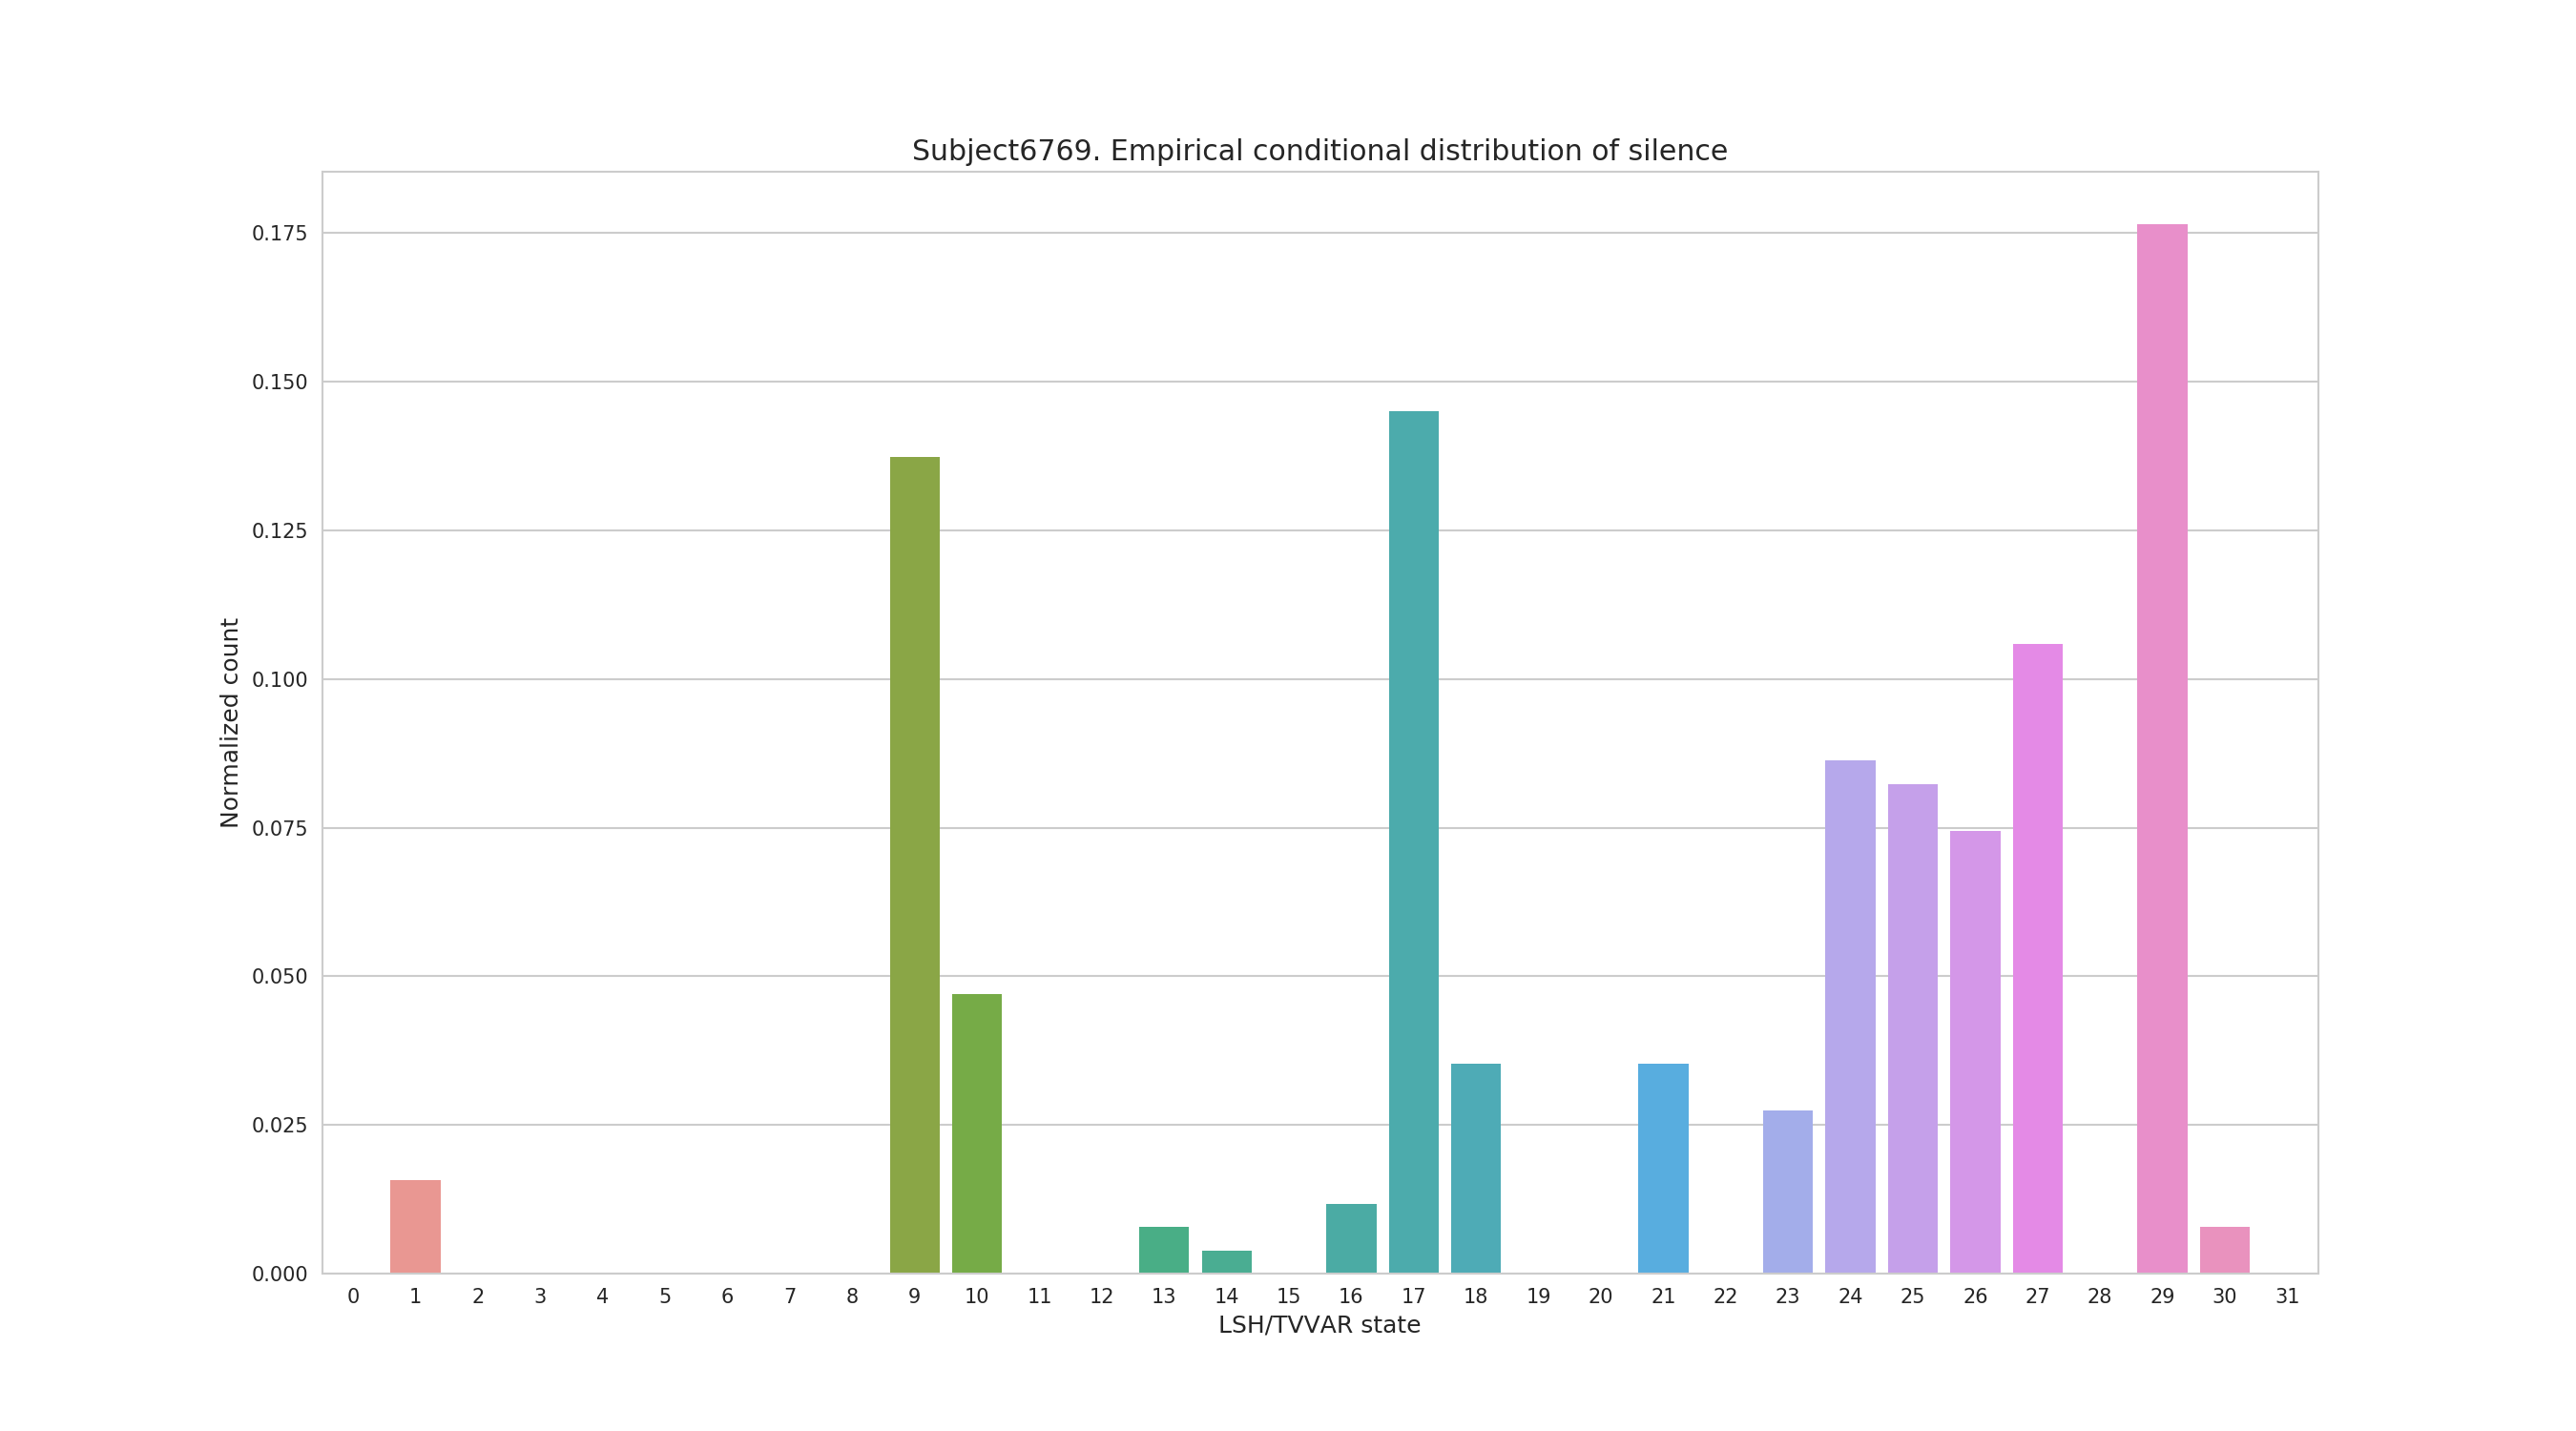 Subject6769. Empirical conditional distribution of silence
0.175
0.150
0.125
0.100
0.075
0.050
0.025
0.000
Normalized count
0 1 2 3 4 5 6 7 8 9 10 11 12 13 14 15 16 17 18 19 20 21 22 23 24 25 26 27 28 29 30 31
LSH/TVVAR state